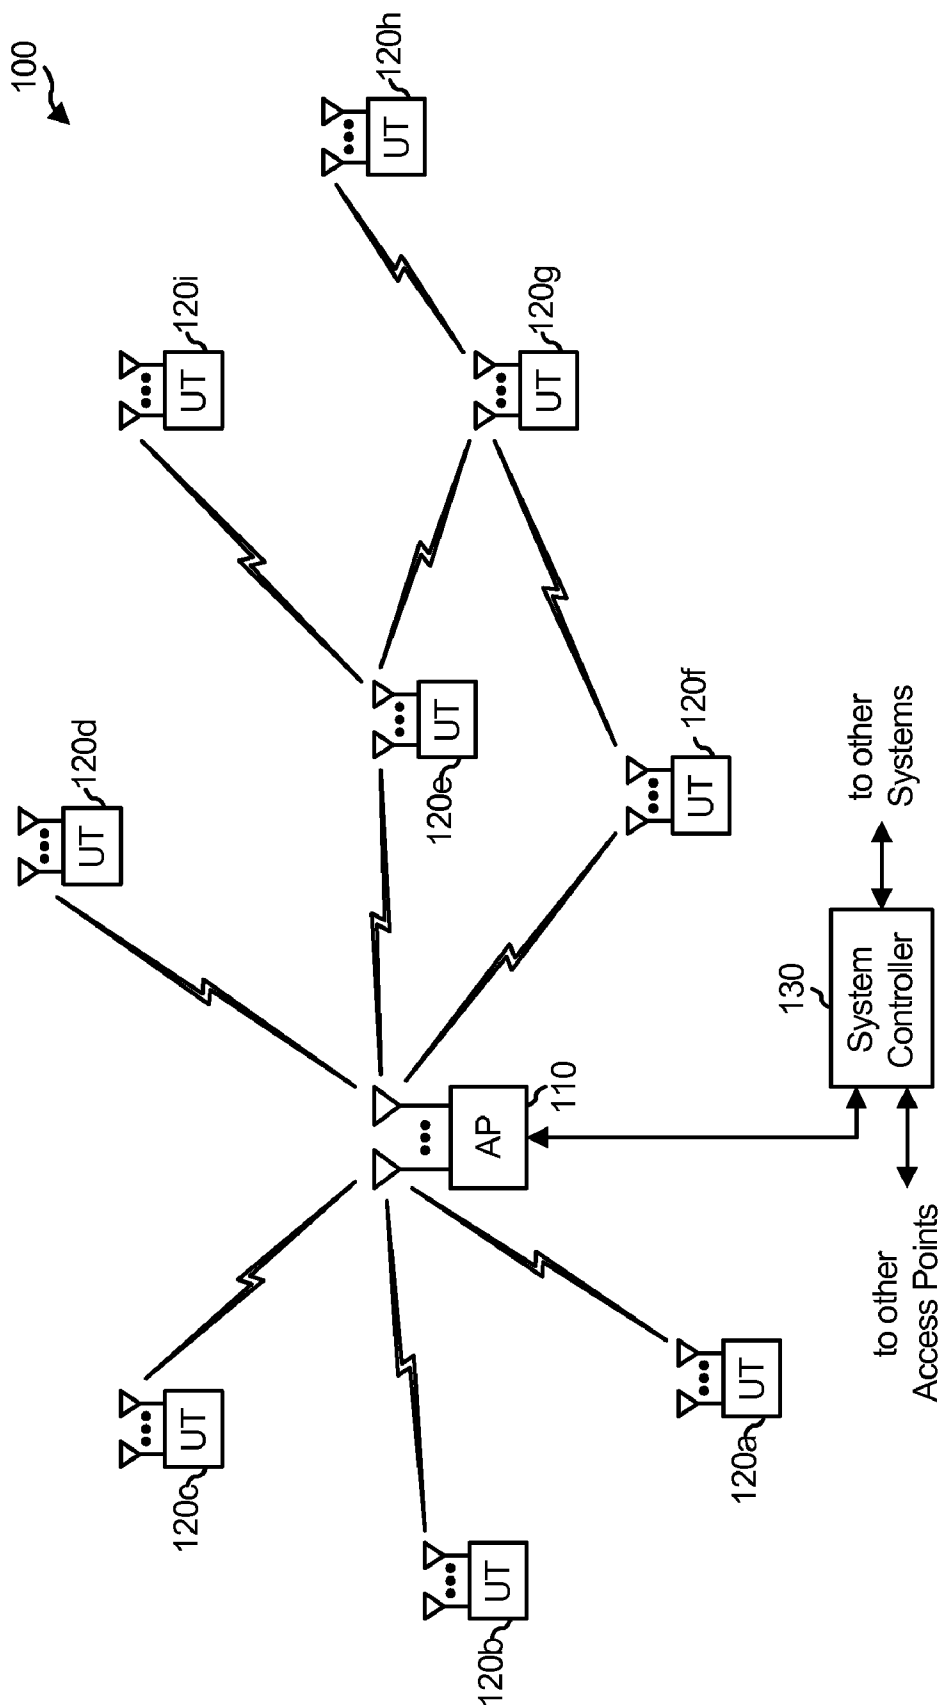 100
120d
UT
120i
UT
120h
UT
120c
UT
120e
UT
120g
UT
120b
UT
AP
110
120f
UT
120a
UT
130
System
Controller
to other
Access Points
to other
Systems